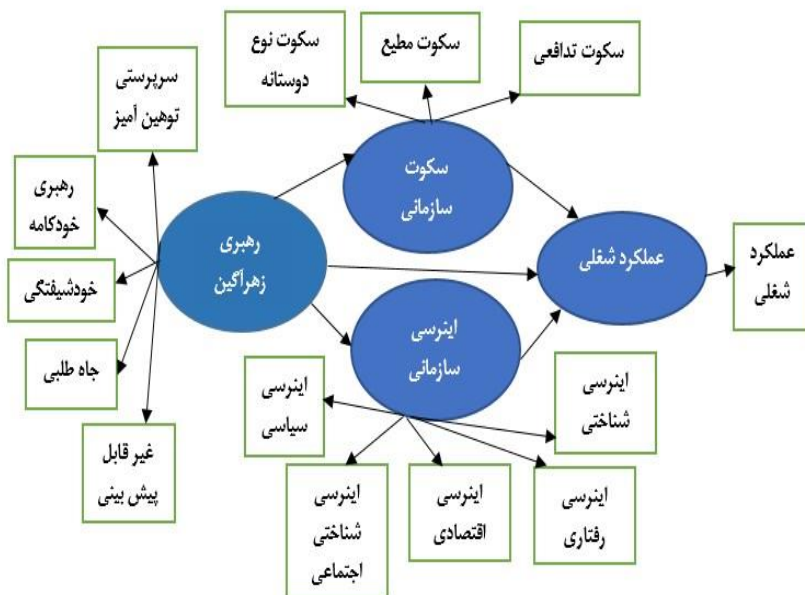 سکوت تدافعی
سکوت مطیع
سکوت نوع
دوستانه
سرپرستی
توهین آمیز
رهبری
خودکامه
خودشیفتگی
جاه طلبی
غیر قابل
پیش بینی
رهبری
زهرآگین
سکوت
سازمانی
اینرسی
سازمانی
عملکرد شغلی
عملکرد
شغلی
اینرسی
شناختی
اینرسی
رفتاری
اینرسی
اقتصادی
اینرسی
شناختی
اجتماعی
اینرسی
سیاسی